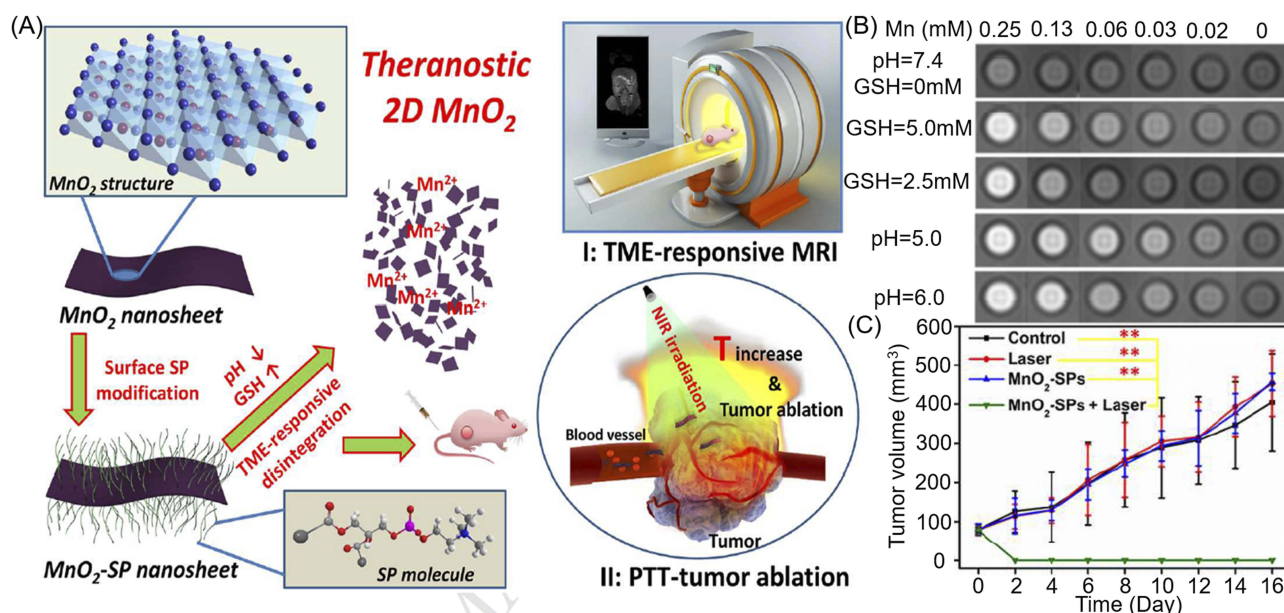 (A)
MnO2 structure
MnO2 nanosheet
Surface SP
modification
pH ↓
GSH ↑
TME-responsive
disintegration
MnO2-SP nanosheet
SP molecule
Theranostic
2D MnO2
Mn2+
Mn2+
Mn2+
Mn2+
Mn2+
Mn2+
I: TME-responsive MRI
NIR irradiation
T increase
&
Tumor ablation
Blood vessel
Tumor
II: PTT-tumor ablation
(B) Mn (mM) 0.25 0.13 0.06 0.03 0.02 0
pH=7.4
GSH=0mM
GSH=5.0mM
GSH=2.5mM
pH=5.0
pH=6.0
(C)
Tumor volume (mm3)
600
500
400
300
200
100
0
Control **
Laser **
MnO2-SPs **
MnO2-SPs + Laser
0 2 4 6 8 10 12 14 16
Time (Day)